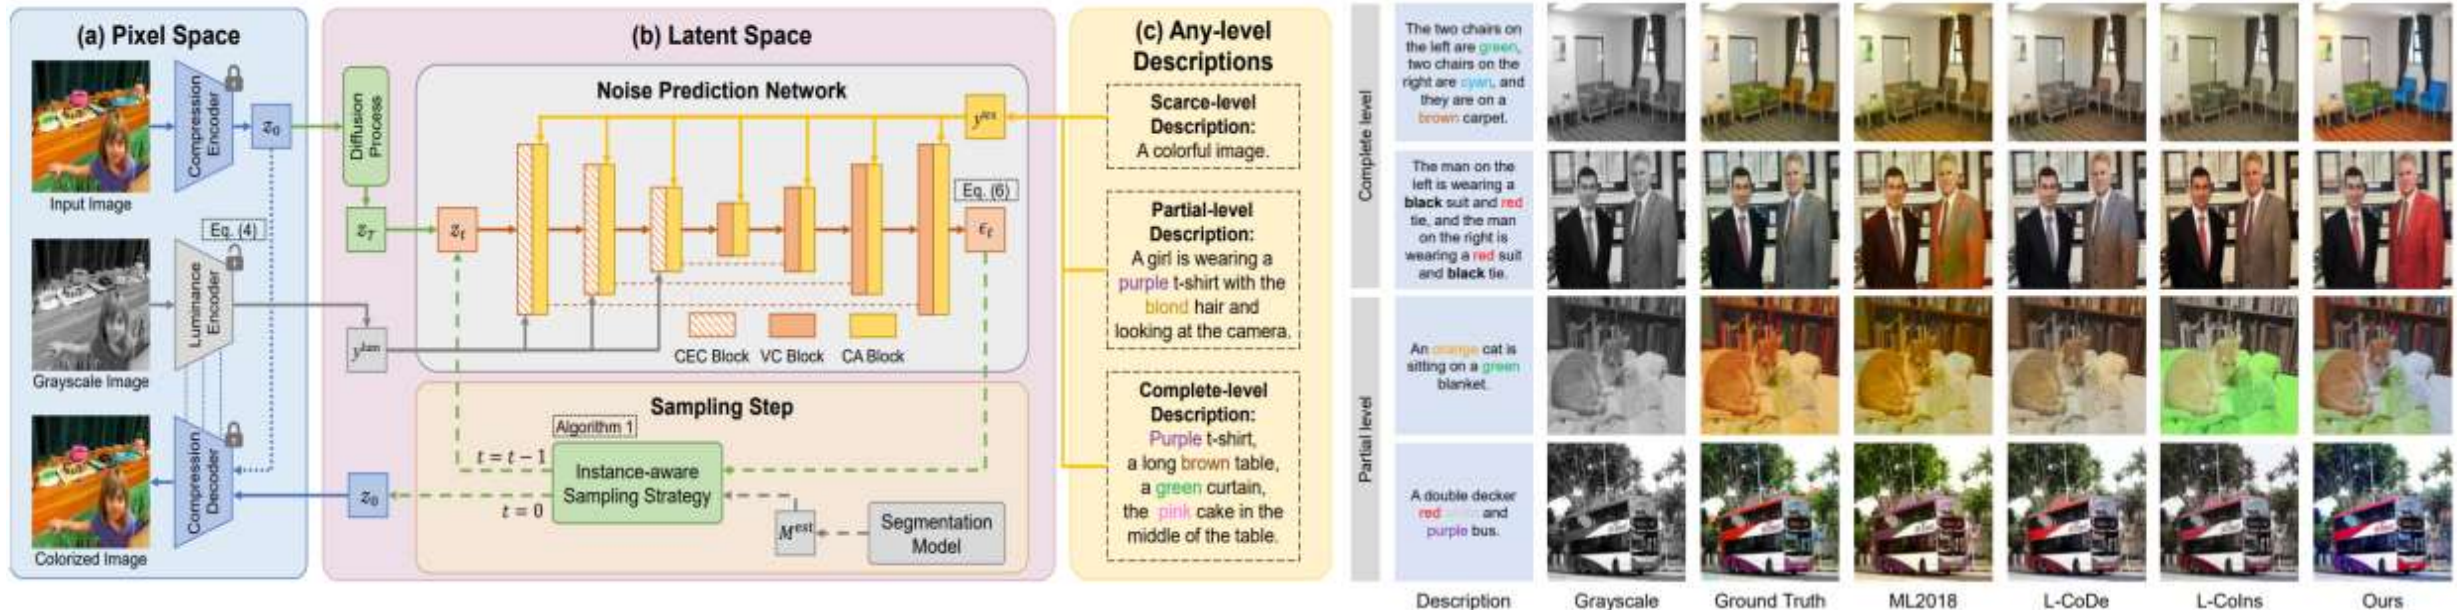 (a) Pixel Space
Compression
Encoder
z0
Input Image
Eq. (4)
Luminance
Encoder
Grayscale Image
Compression
Decoder
Colorized Image
(b) Latent Space
Diffusion
Process
zT
ylum
z0
Noise Prediction Network
zt
ytex
Eq. (6)
ϵt
CEC Block
VC Block
CA Block
Sampling Step
Algorithm 1
t = t − 1
t = 0
Instance-aware
Sampling Strategy
Mest
Segmentation
Model
(c) Any-level
Descriptions
Scarce-level
Description:
A colorful image.
Partial-level
Description:
A girl is wearing a
purple t-shirt with the
blond hair and
looking at the camera.
Complete-level
Description:
Purple t-shirt,
a long brown table,
a green curtain,
the pink cake in the
middle of the table.
Complete level
The two chairs on
the left are green,
two chairs on the
right are cyan, and
they are on a
brown carpet.
The man on the
left is wearing a
black suit and red
tie, and the man
on the right is
wearing a red suit
and black tie.
Partial level
An orange cat is
sitting on a green
blanket.
A double decker
red white and
purple bus.
Description
Grayscale
Ground Truth
ML2018
L-CoDe
L-CoIns
Ours